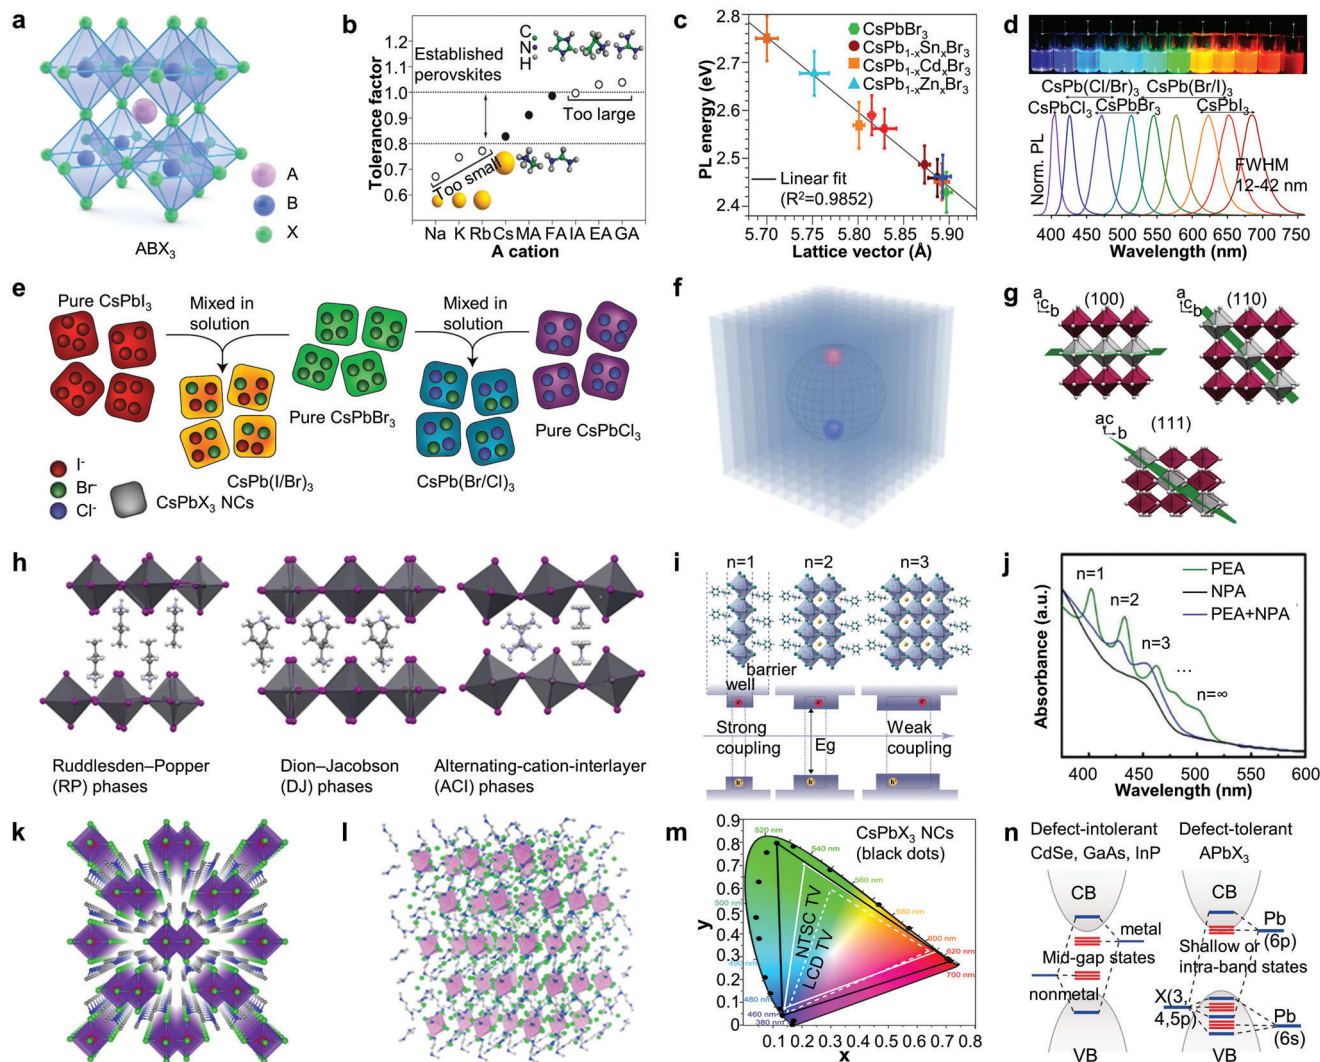 a
A
B
X
ABX3
b
Tolerance factor
1.2
1.1
1.0
0.9
0.8
0.7
0.6
Established
perovskites
C
N
H
Too large
Too small
Na K Rb Cs MA FA IA EA GA
A cation
c
PL energy (eV)
2.8
2.7
2.6
2.5
2.4
CsPbBr3
CsPb1-xSnxBr3
CsPb1-xCdxBr3
CsPb1-xZnxBr3
Linear fit
(R2=0.9852)
5.70 5.75 5.80 5.85 5.90
Lattice vector (Å)
d
CsPb(Cl/Br)3 CsPb(Br/I)3
CsPbCl3 CsPbBr3 CsPbI3
Norm. PL
FWHM
12-42 nm
400 450 500 550 600 650 700 750
Wavelength (nm)
e
Pure CsPbI3
Mixed in
solution
Mixed in
solution
Pure CsPbBr3
Pure CsPbCl3
CsPb(I/Br)3
CsPb(Br/Cl)3
I-
Br-
Cl-
CsPbX3 NCs
f
g
a
c
b
(100)
a
c
b
(110)
ac
b
(111)
h
Ruddlesden–Popper
(RP) phases
Dion–Jacobson
(DJ) phases
Alternating-cation-interlayer
(ACI) phases
i
n=1 n=2 n=3
barrier
well
Strong
coupling
Eg
Weak
coupling
h+ h+ h+
j
Absorbance (a.u.)
n=1
n=2
n=3
...
n=∞
PEA
NPA
PEA+NPA
400 450 500 550 600
Wavelength (nm)
k
l
m
y
0.9
0.8
0.7
0.6
0.5
0.4
0.3
0.2
0.1
0
CsPbX3 NCs
(black dots)
520 nm
540 nm
560 nm
580 nm
600 nm
620 nm
700 nm
500 nm
490 nm
480 nm
460 nm
380 nm
NTSC TV
LCD TV
0.1 0.2 0.3 0.4 0.5 0.6 0.7 0.8
x
n
Defect-intolerant
CdSe, GaAs, InP
Defect-tolerant
APbX3
CB
metal
Mid-gap states
nonmetal
VB
CB
Pb
(6p)
Shallow or
intra-band states
X(3,
4,5p)
Pb
(6s)
VB